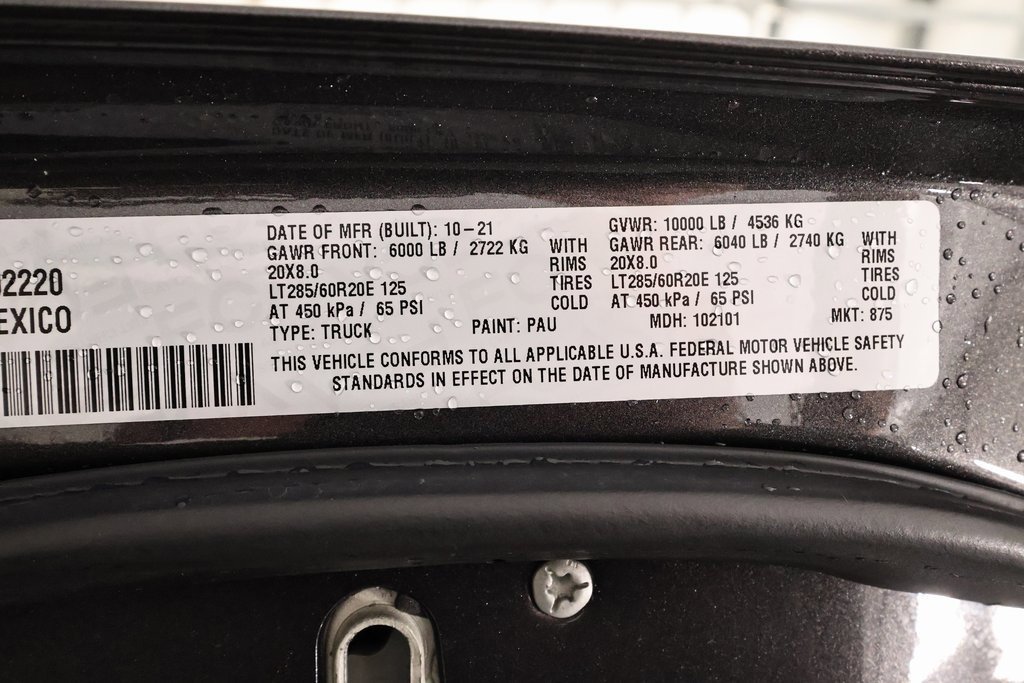 2220
EXICO
DATE OF MFR (BUILT): 10-21
GAWR FRONT: 6000 LB / 2722 KG WITH
20X8.0 RIMS
LT285/60R20E 125 TIRES
AT 450 kPa / 65 PSI COLD
TYPE: TRUCK PAINT: PAU
GVWR: 10000 LB / 4536 KG
GAWR REAR: 6040 LB / 2740 KG WITH
20X8.0 RIMS
LT285/60R20E 125 TIRES
AT 450 kPa / 65 PSI COLD
MDH: 102101 MKT: 875
THIS VEHICLE CONFORMS TO ALL APPLICABLE U.S.A. FEDERAL MOTOR VEHICLE SAFETY
STANDARDS IN EFFECT ON THE DATE OF MANUFACTURE SHOWN ABOVE.